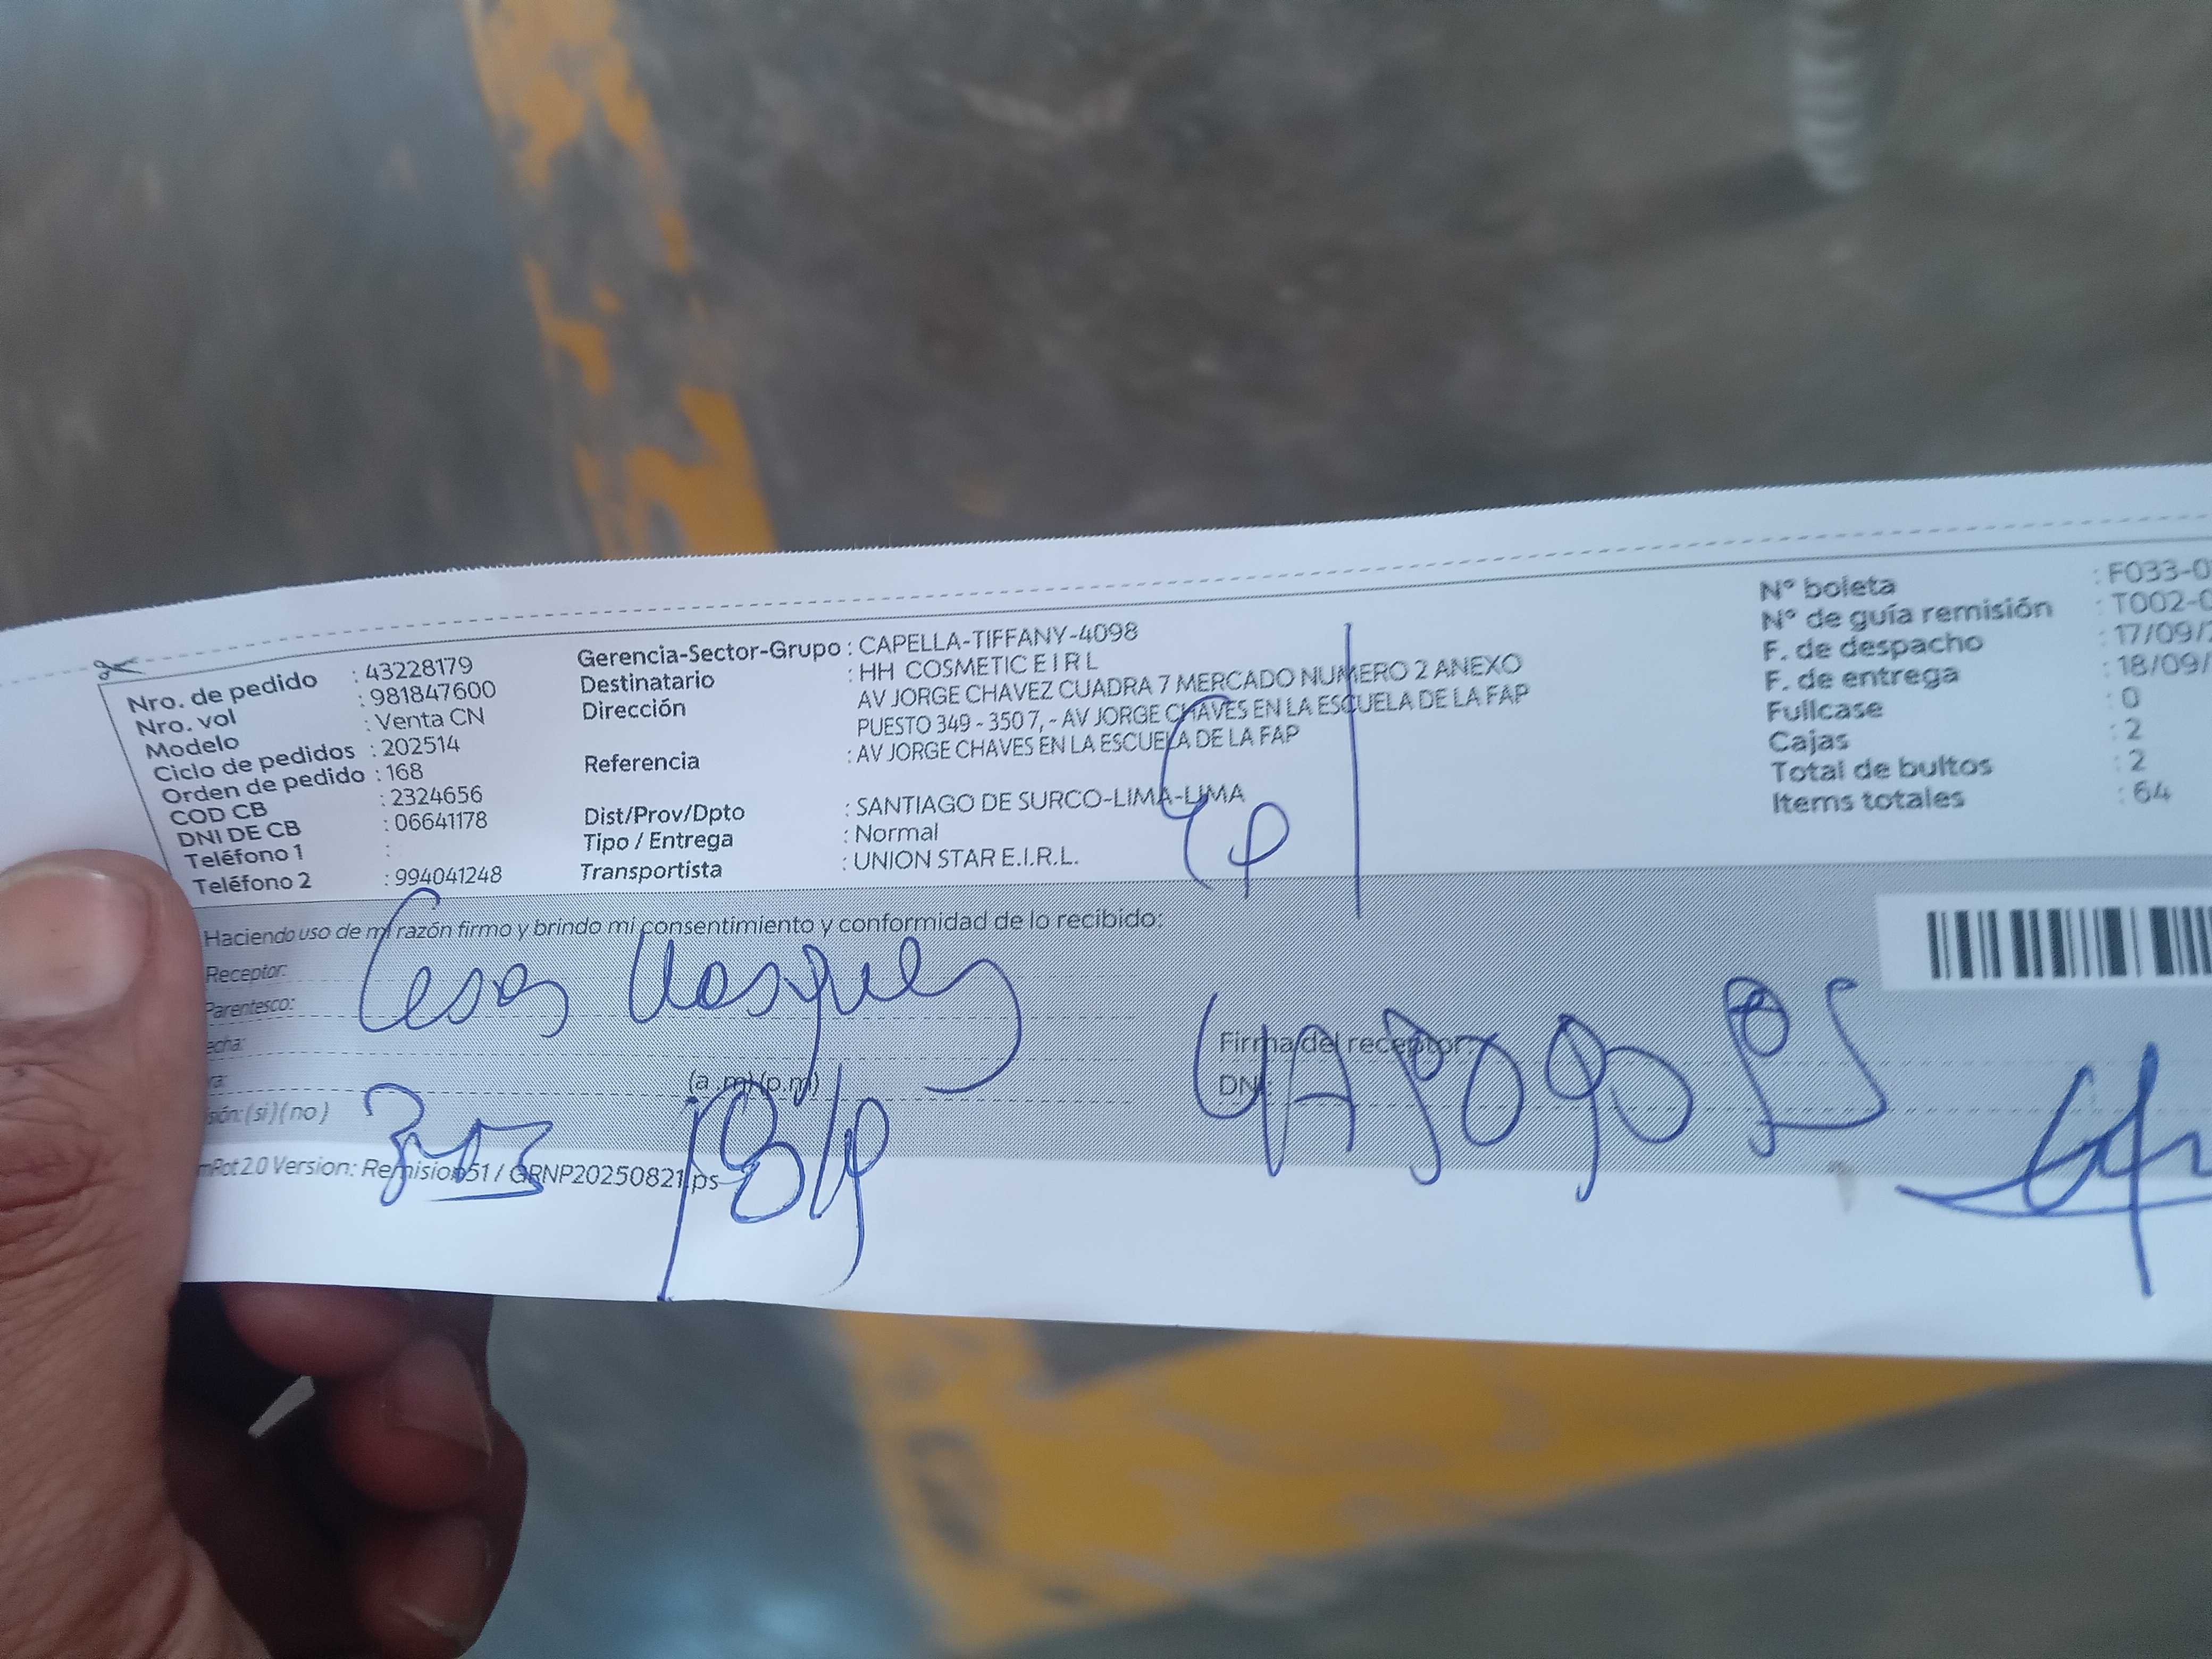 Nro. de pedido : 43228179
Nro. vol : 981847600
Modelo : Venta CN
Ciclo de pedidos : 202514
Orden de pedido : 168
COD CB : 2324656
DNI DE CB : 06641178
Teléfono 1 :
Teléfono 2 : 994041248
Gerencia-Sector-Grupo : CAPELLA-TIFFANY-4098
Destinatario : HH COSMETIC E I R L
Dirección AV JORGE CHAVEZ CUADRA 7 MERCADO NUMERO 2 ANEXO
PUESTO 349 - 350 7, - AV JORGE CHAVES EN LA ESCUELA DE LA FAP
Referencia : AV JORGE CHAVES EN LA ESCUELA DE LA FAP
Dist/Prov/Dpto : SANTIAGO DE SURCO-LIMA-LIMA
Tipo / Entrega : Normal
Transportista : UNION STAR E.I.R.L.
N° boleta : F033-0
N° de guía remisión : T002-0
F. de despacho : 17/09/
F. de entrega : 18/09/
Fullcase : 0
Cajas : 2
Total de bultos : 2
Items totales : 64
Haciendo uso de mi razón firmo y brindo mi consentimiento y conformidad de lo recibido:
Receptor: Cesar Vasquez
Parentesco:
echa:
ra: (a.m)(p.m)
sión: (si) (no)
Firma del receptor:
DNI:
mRot2.0 Version: Remision51 / GRNP20250821.ps